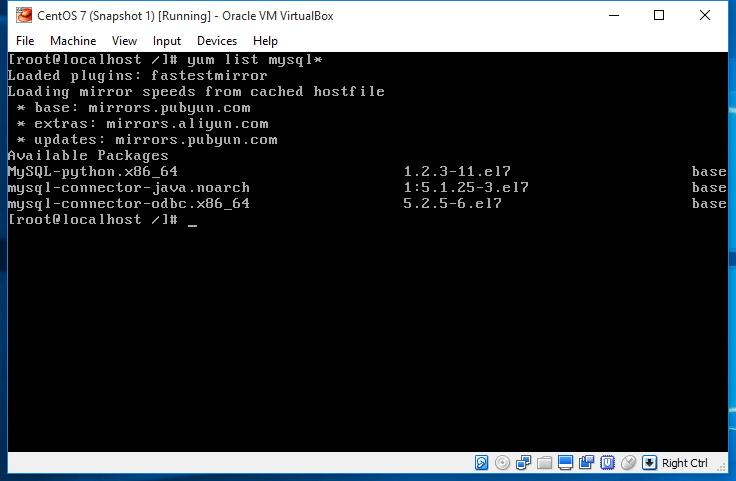 CentOS 7 (Snapshot 1) [Running] - Oracle VM VirtualBox
File Machine View Input Devices Help
[root@localhost /]# yum list mysql*
Loaded plugins: fastestmirror
Loading mirror speeds from cached hostfile
 * base: mirrors.pubyun.com
 * extras: mirrors.aliyun.com
 * updates: mirrors.pubyun.com
Available Packages
MySQL-python.x86_64 1.2.3-11.el7 base
mysql-connector-java.noarch 1:5.1.25-3.el7 base
mysql-connector-odbc.x86_64 5.2.5-6.el7 base
[root@localhost /]# _
Right Ctrl